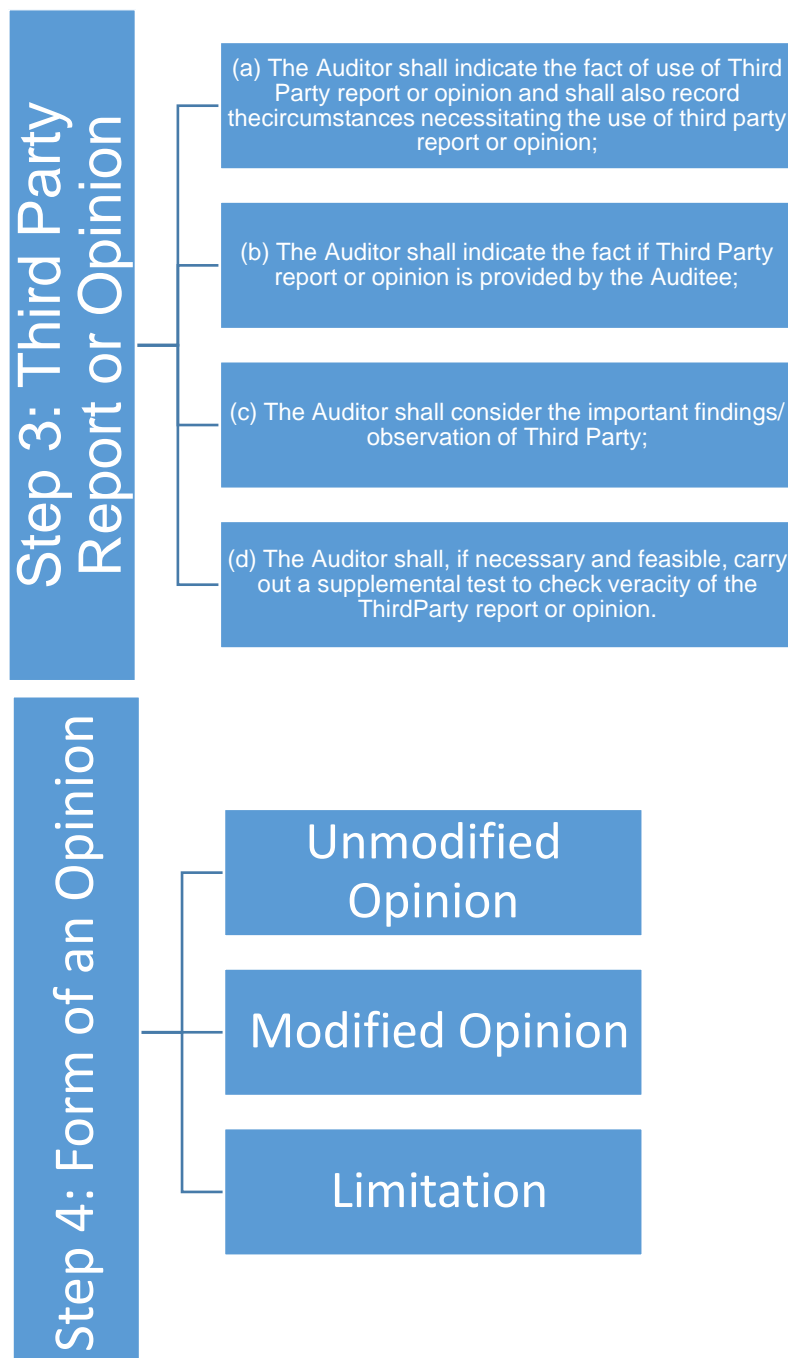 Step 3: Third Party
Report or Opinion
(a) The Auditor shall indicate the fact of use of Third
Party report or opinion and shall also record
thecircumstances necessitating the use of third party
report or opinion;
(b) The Auditor shall indicate the fact if Third Party
report or opinion is provided by the Auditee;
(c) The Auditor shall consider the important findings/
observation of Third Party;
(d) The Auditor shall, if necessary and feasible, carry
out a supplemental test to check veracity of the
ThirdParty report or opinion.
Step 4: Form of an Opinion
Unmodified
Opinion
Modified Opinion
Limitation